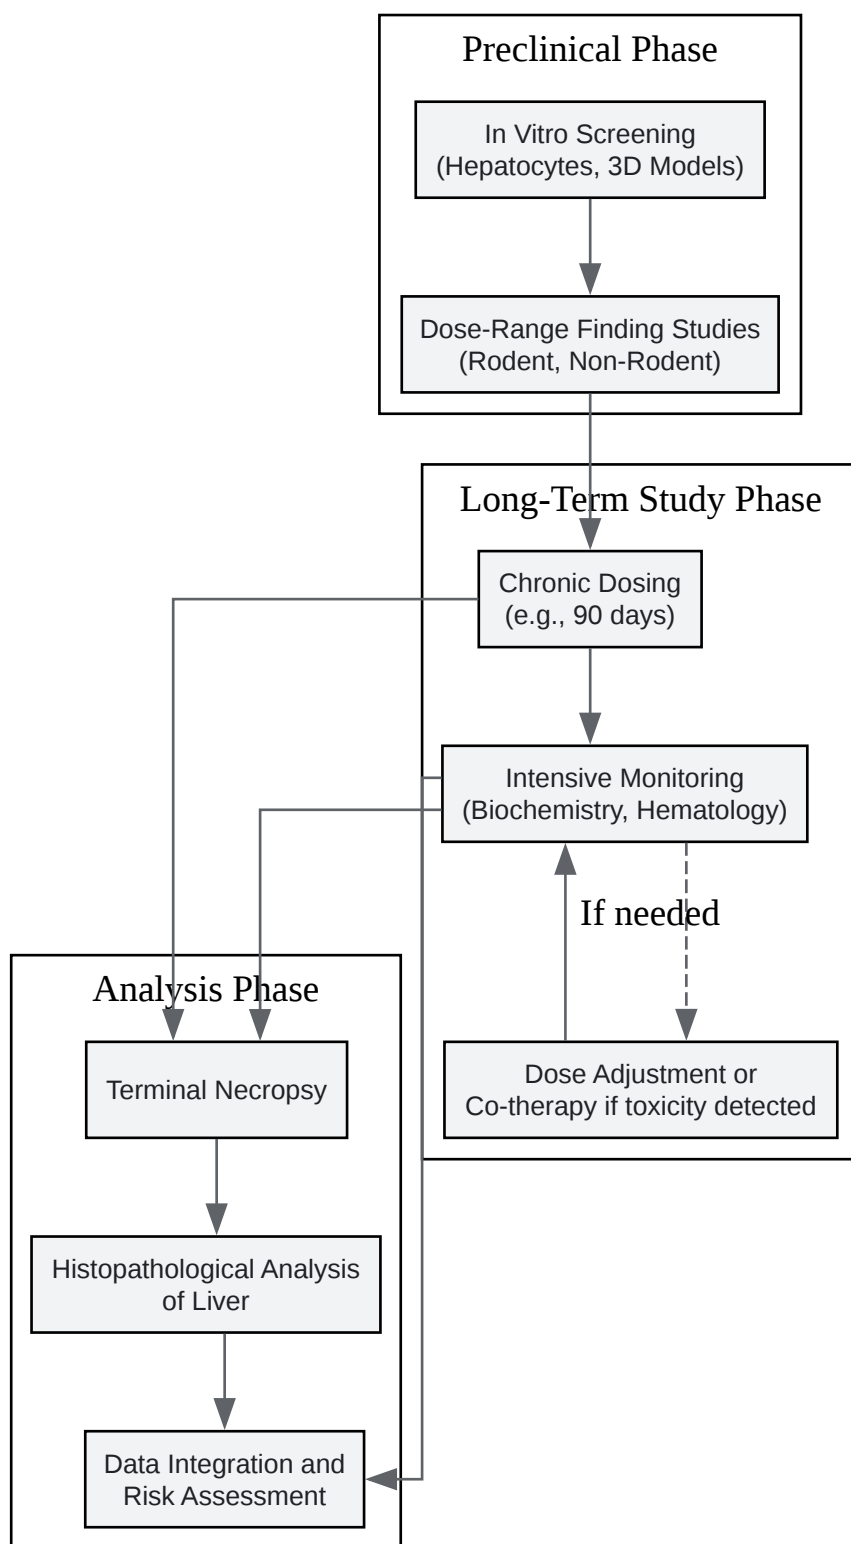 Preclinical Phase
In Vitro Screening
(Hepatocytes, 3D Models)
Dose-Range Finding Studies
(Rodent, Non-Rodent)
Long-Term Study Phase
Chronic Dosing
(e.g., 90 days)
Intensive Monitoring
(Biochemistry, Hematology)
If needed
Dose Adjustment or
Co-therapy if toxicity detected
Analysis Phase
Terminal Necropsy
Histopathological Analysis
of Liver
Data Integration and
Risk Assessment